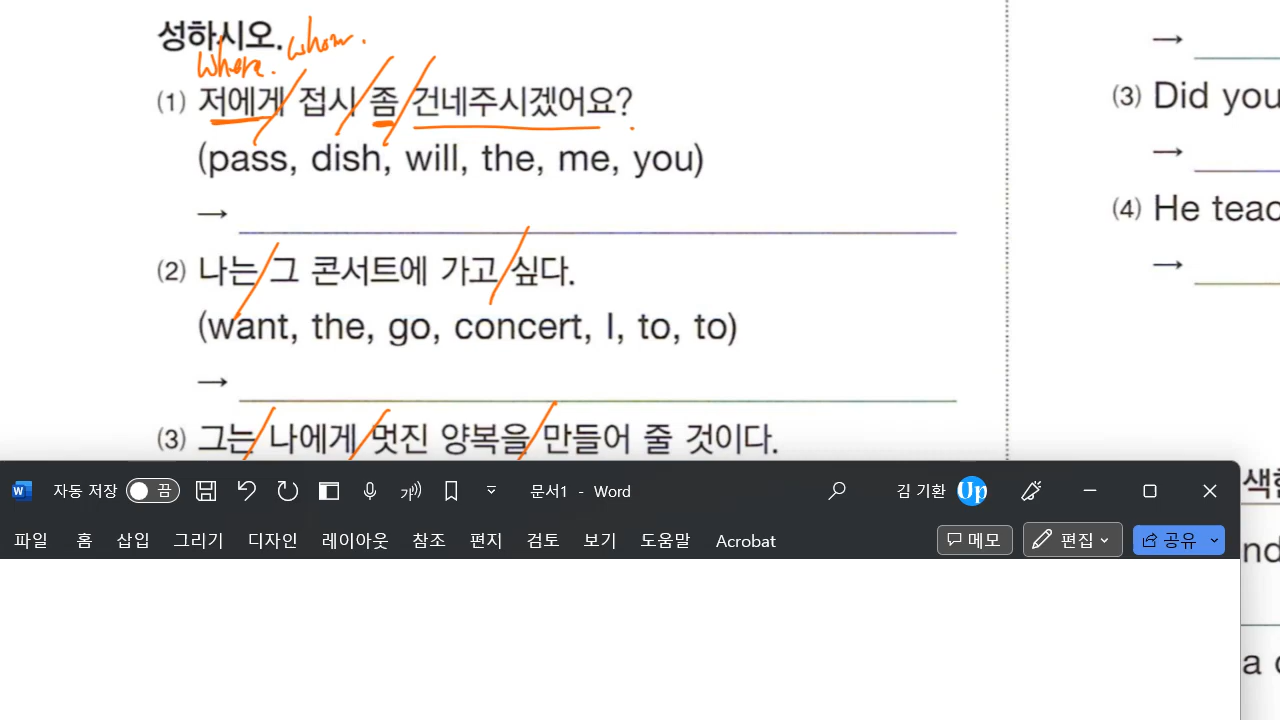 성하시오.
where. whom.
(1) 저에게 접시 좀 건네주시겠어요?
(pass, dish, will, the, me, you)
→
(2) 나는 그 콘서트에 가고 싶다.
(want, the, go, concert, I, to, to)
→
(3) 그는 나에게 멋진 양복을 만들어 줄 것이다.
→
(3) Did you
→
(4) He teac
→
색한
자동 저장 끔 가)) 문서1 - Word 김 기환 Up
파일 홈 삽입 그리기 디자인 레이아웃 참조 편지 검토 보기 도움말 Acrobat 메모 편집 공유
nd
a c